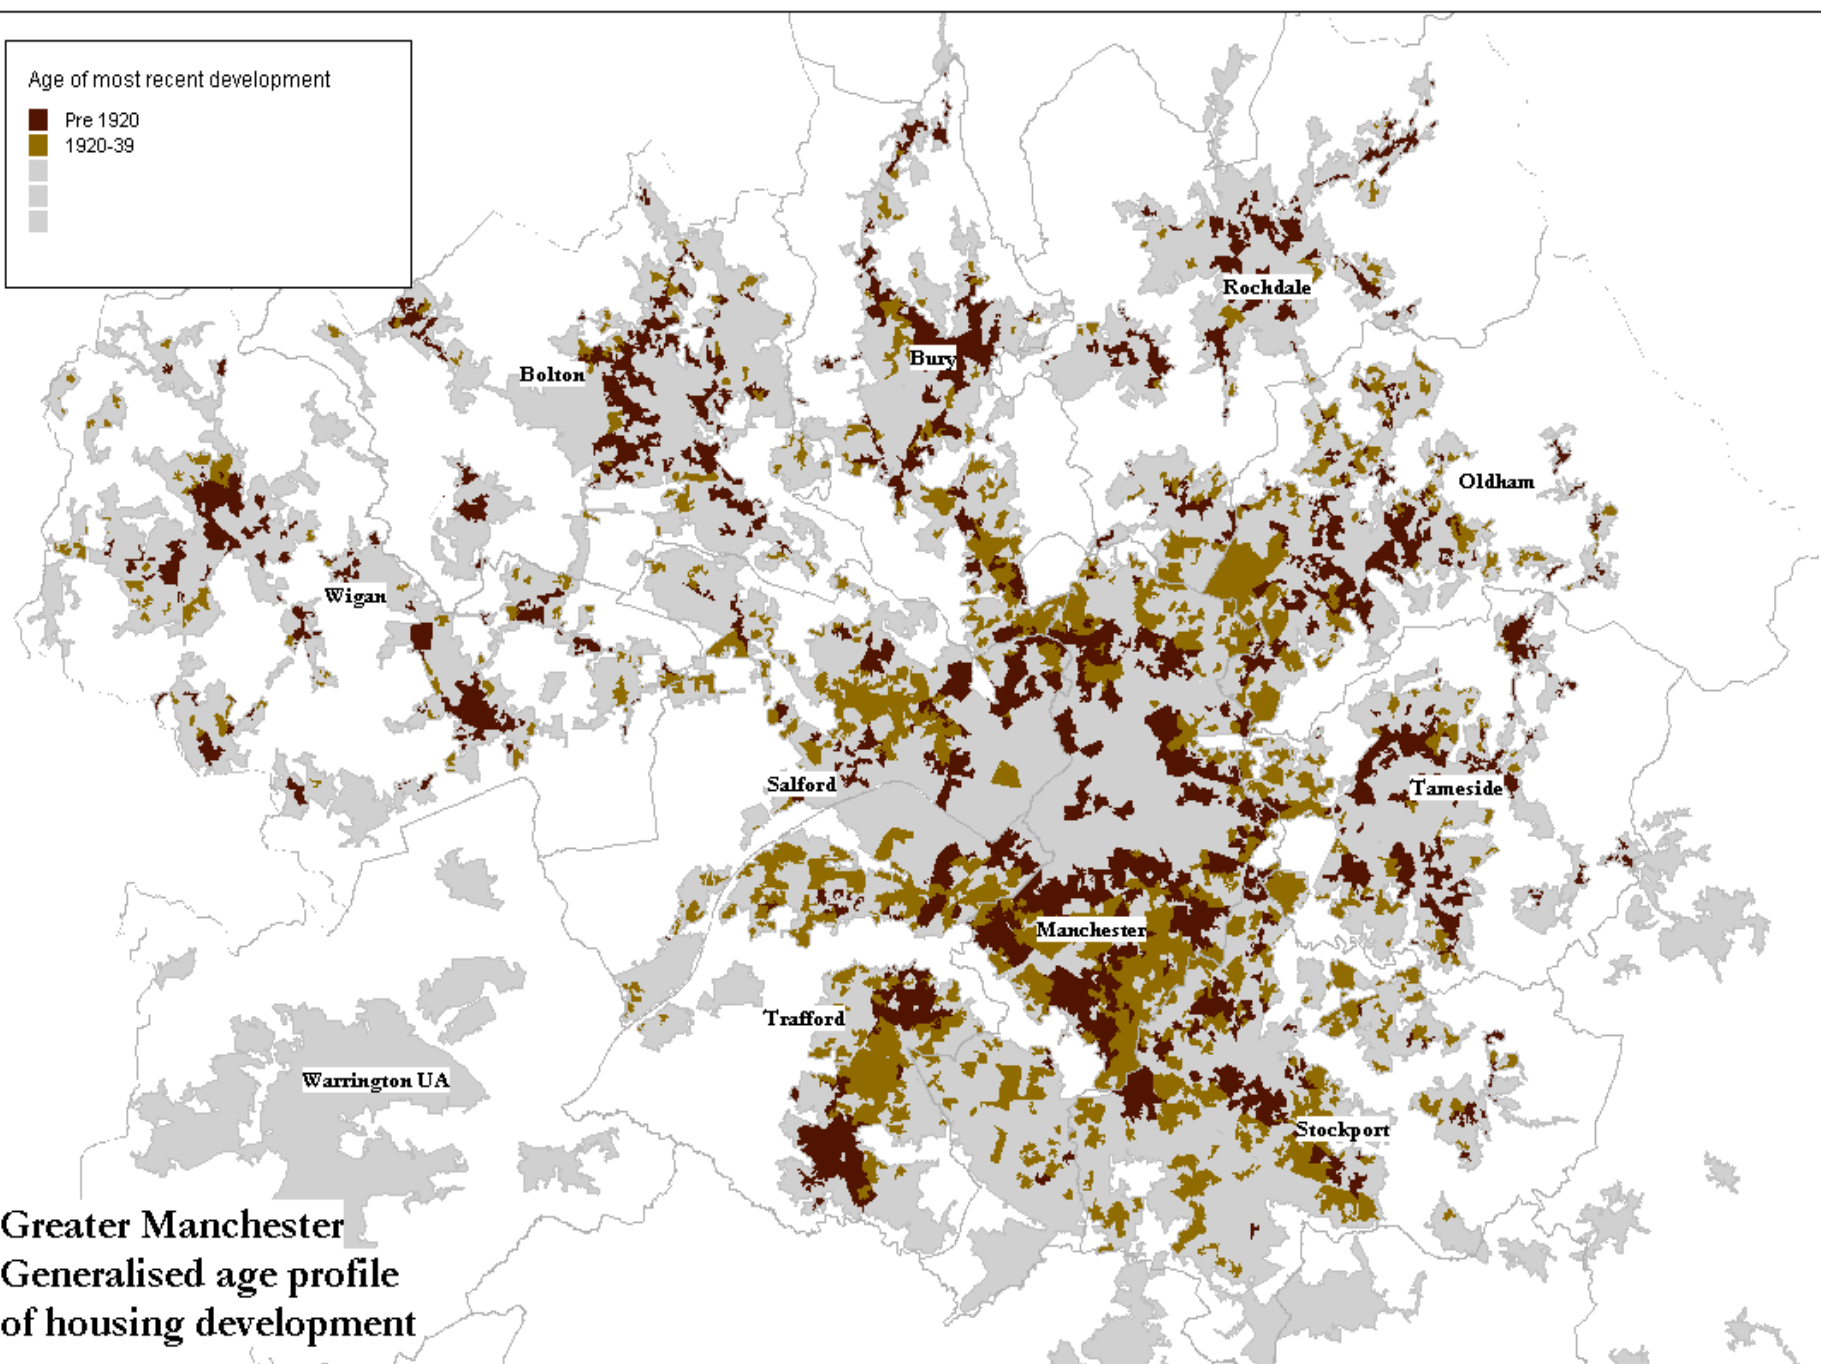 Age of most recent development
Pre 1920
1920-39
Rochdale
Bury
Bolton
Oldham
Wigan
Salford
Tameside
Manchester
Trafford
Warrington UA
Stockport
Greater Manchester
Generalised age profile
of housing development